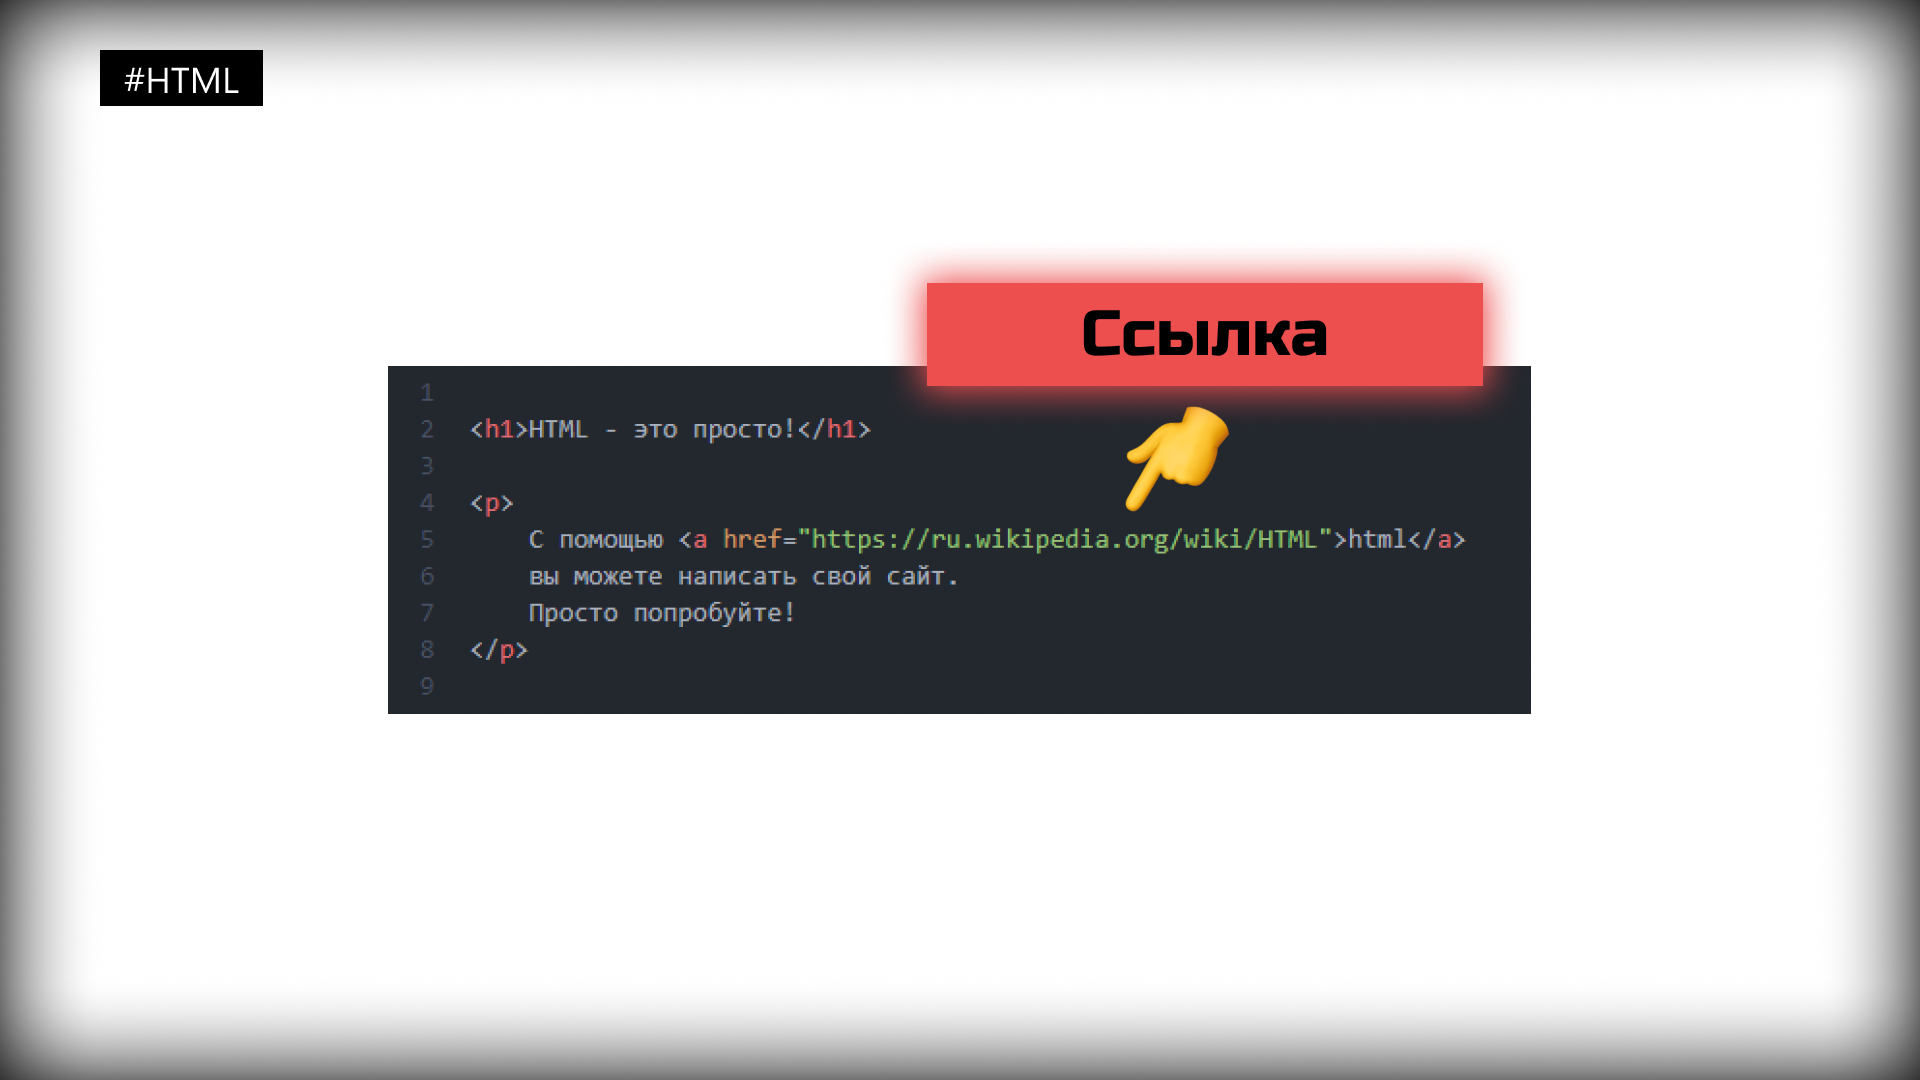 #HTML
Ссылка
1
2 <h1>HTML - это просто!</h1>
3
4 <p>
5 С помощью <a href="https://ru.wikipedia.org/wiki/HTML">html</a>
6 вы можете написать свой сайт.
7 Просто попробуйте!
8 </p>
9